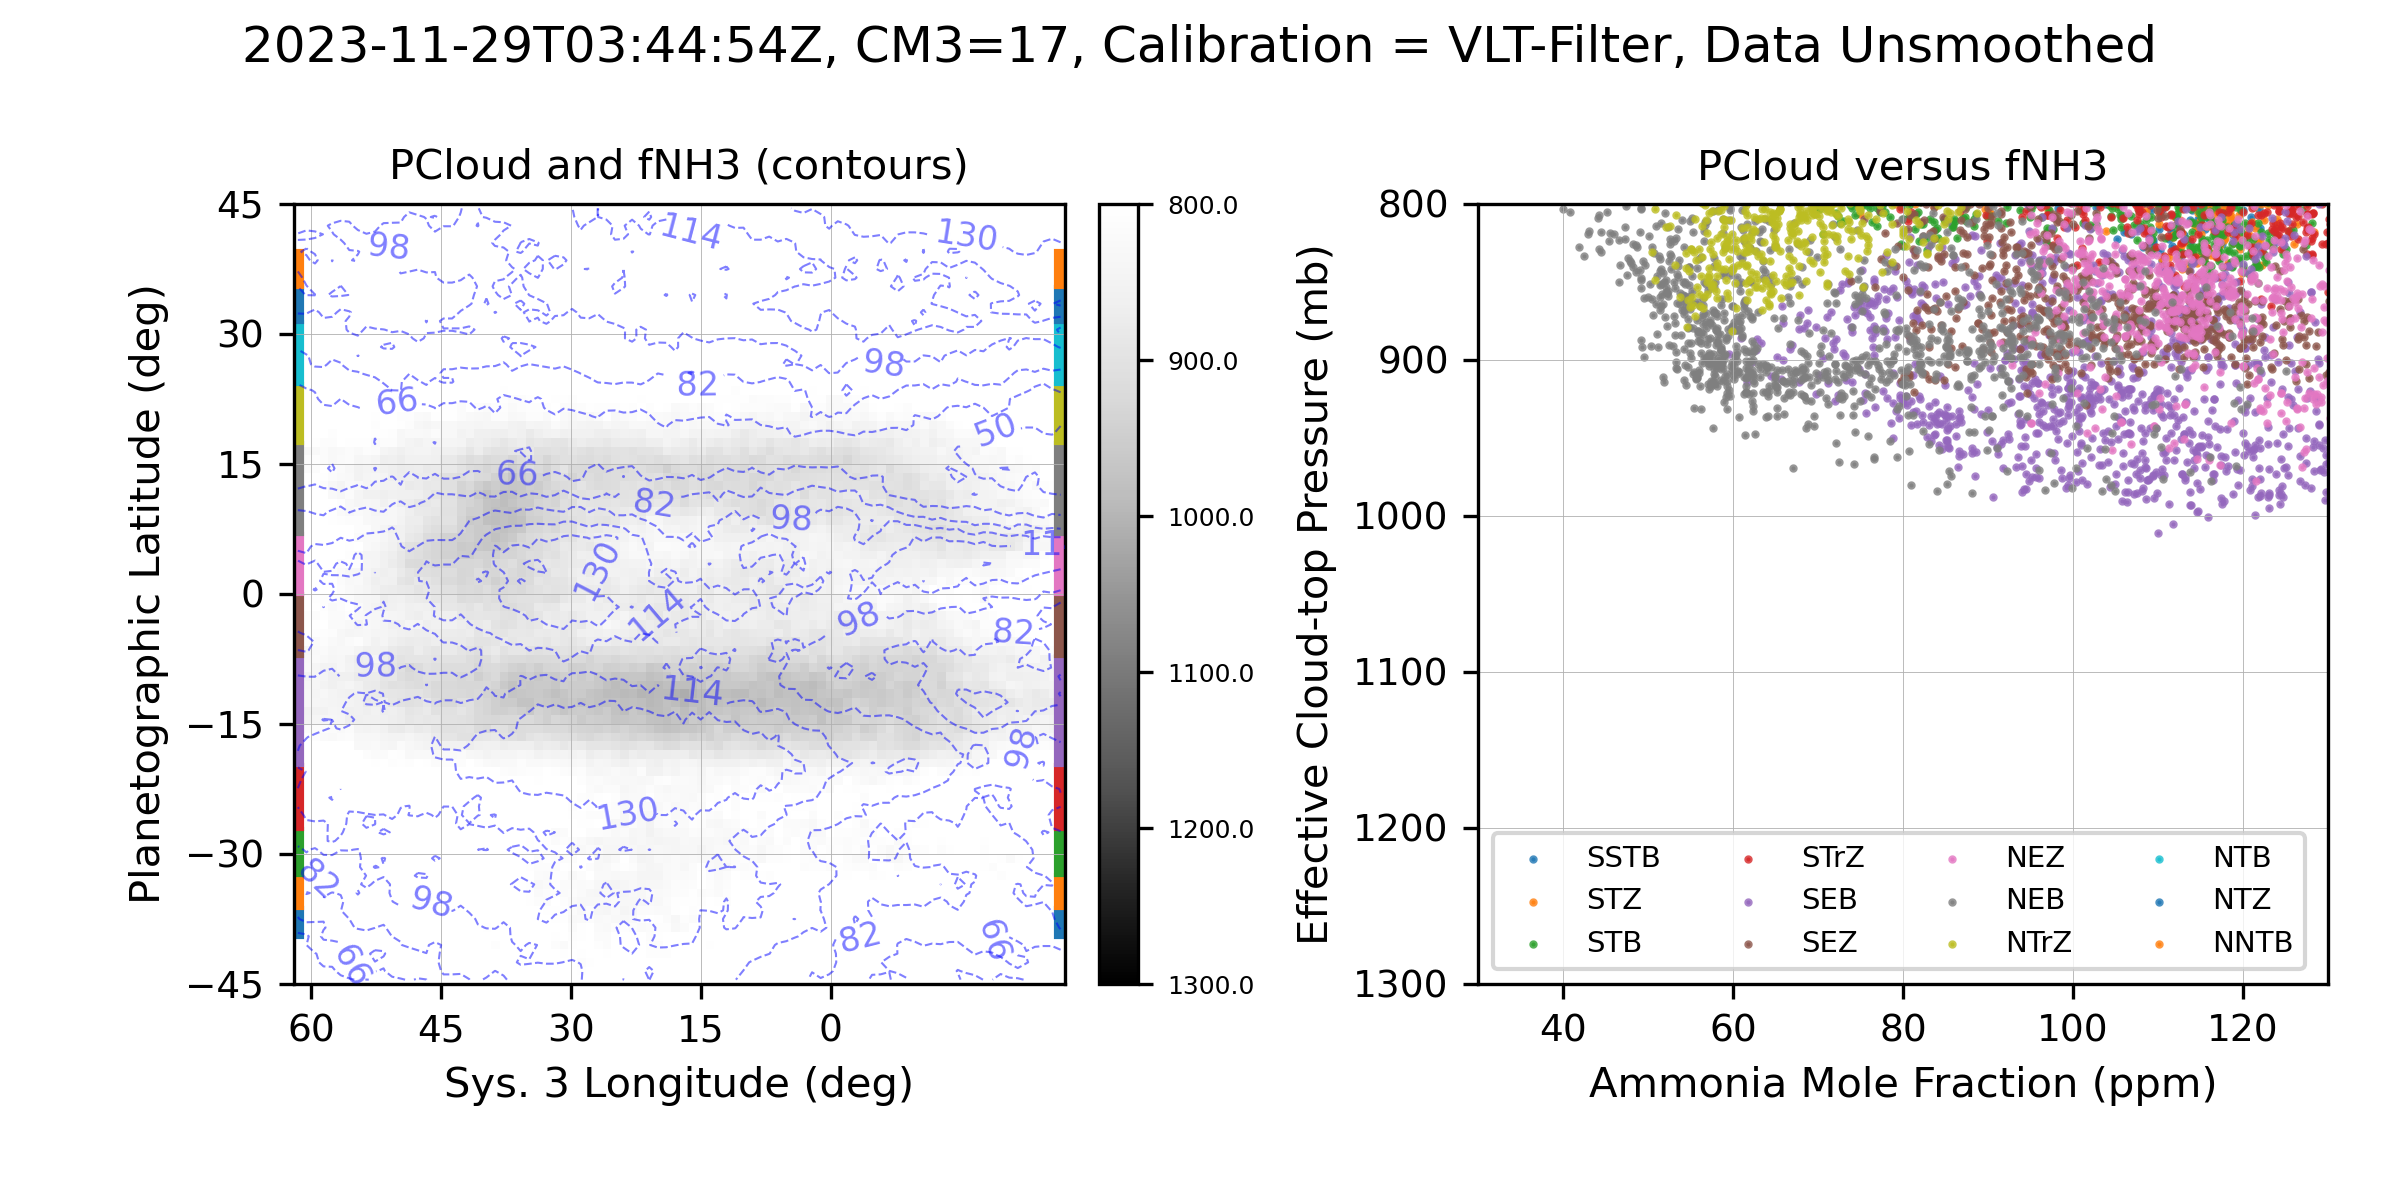 2023-11-29T03:44:54Z, CM3=17, Calibration = VLT-Filter, Data Unsmoothed
PCloud and fNH3 (contours)
Planetographic Latitude (deg)
45
30
15
0
−15
−30
−45
98
114
130
98
82
66
50
66
82
98
11
130
114
98
82
98
114
98
130
82
98
82
66
66
60
45
30
15
0
Sys. 3 Longitude (deg)
800.0
900.0
1000.0
1100.0
1200.0
1300.0
PCloud versus fNH3
Effective Cloud-top Pressure (mb)
800
900
1000
1100
1200
1300
SSTB
STZ
STB
STrZ
SEB
SEZ
NEZ
NEB
NTrZ
NTB
NTZ
NNTB
40
60
80
100
120
Ammonia Mole Fraction (ppm)